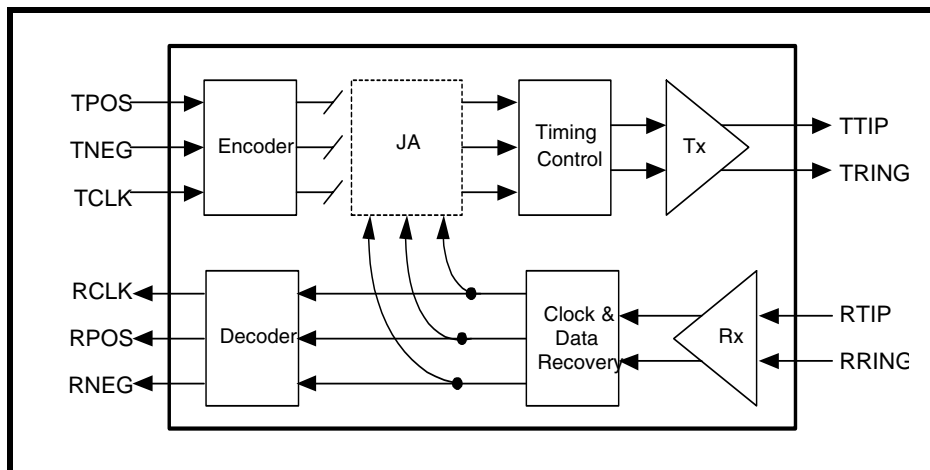 TPOS
TNEG
TCLK
Encoder
JA
Timing
Control
Tx
TTIP
TRING
RCLK
RPOS
RNEG
Decoder
Clock &
Data
Recovery
Rx
RTIP
RRING